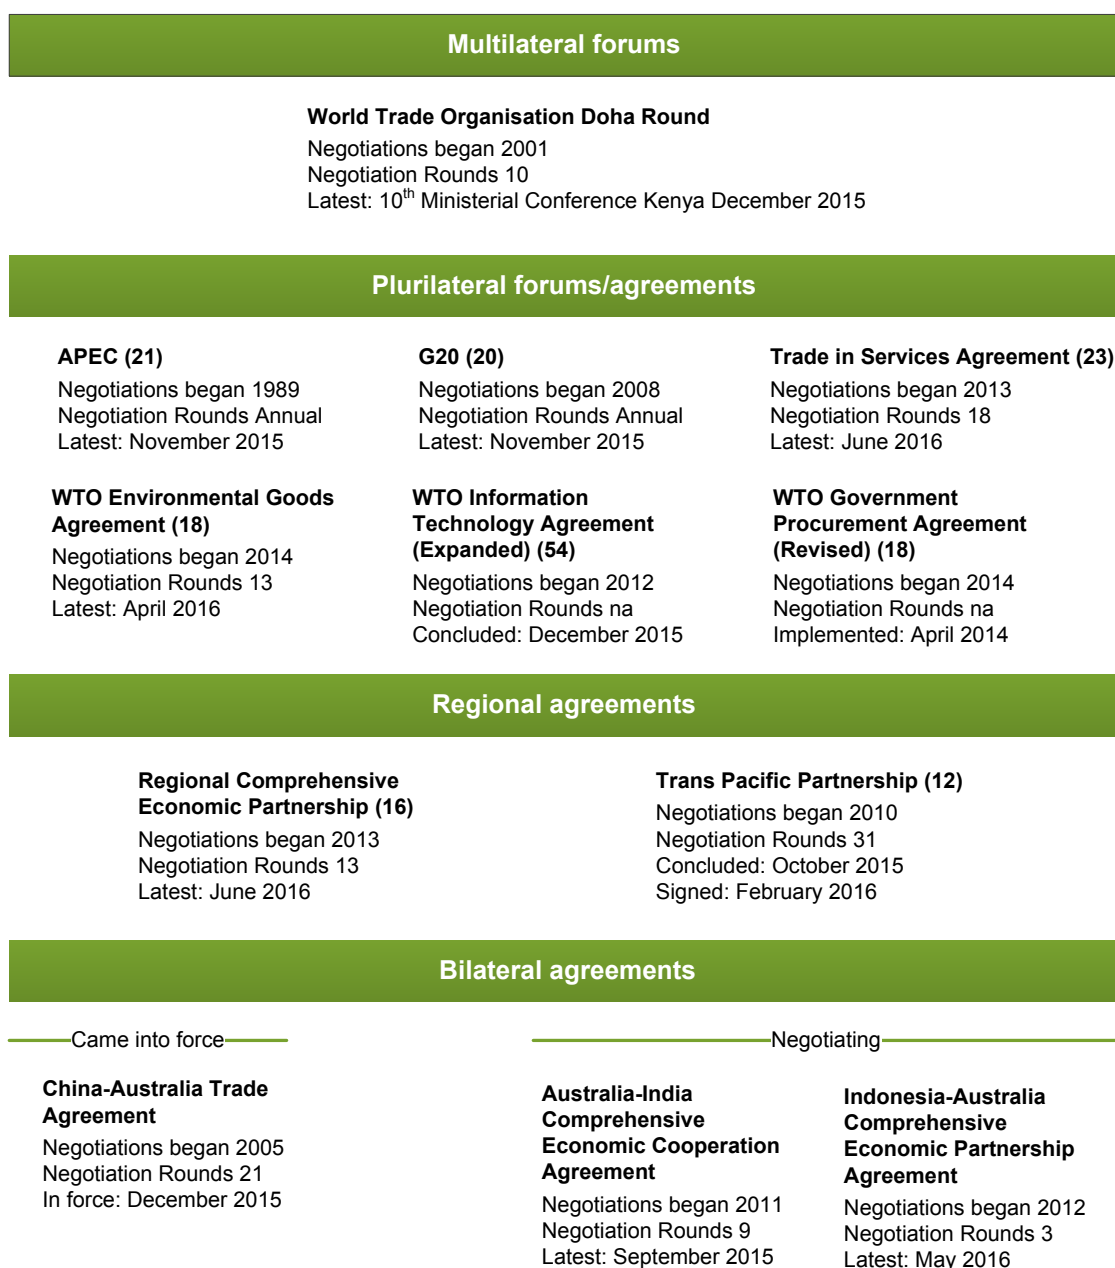 Multilateral forums
World Trade Organisation Doha Round
Negotiations began 2001
Negotiation Rounds 10
Latest: 10th Ministerial Conference Kenya December 2015
Plurilateral forums/agreements
APEC (21)
Negotiations began 1989
Negotiation Rounds Annual
Latest: November 2015
G20 (20)
Negotiations began 2008
Negotiation Rounds Annual
Latest: November 2015
Trade in Services Agreement (23)
Negotiations began 2013
Negotiation Rounds 18
Latest: June 2016
WTO Environmental Goods
Agreement (18)
Negotiations began 2014
Negotiation Rounds 13
Latest: April 2016
WTO Information
Technology Agreement
(Expanded) (54)
Negotiations began 2012
Negotiation Rounds na
Concluded: December 2015
WTO Government
Procurement Agreement
(Revised) (18)
Negotiations began 2014
Negotiation Rounds na
Implemented: April 2014
Regional agreements
Regional Comprehensive
Economic Partnership (16)
Negotiations began 2013
Negotiation Rounds 13
Latest: June 2016
Trans Pacific Partnership (12)
Negotiations began 2010
Negotiation Rounds 31
Concluded: October 2015
Signed: February 2016
Bilateral agreements
Came into force
China-Australia Trade
Agreement
Negotiations began 2005
Negotiation Rounds 21
In force: December 2015
Negotiating
Australia-India
Comprehensive
Economic Cooperation
Agreement
Negotiations began 2011
Negotiation Rounds 9
Latest: September 2015
Indonesia-Australia
Comprehensive
Economic Partnership
Agreement
Negotiations began 2012
Negotiation Rounds 3
Latest: May 2016